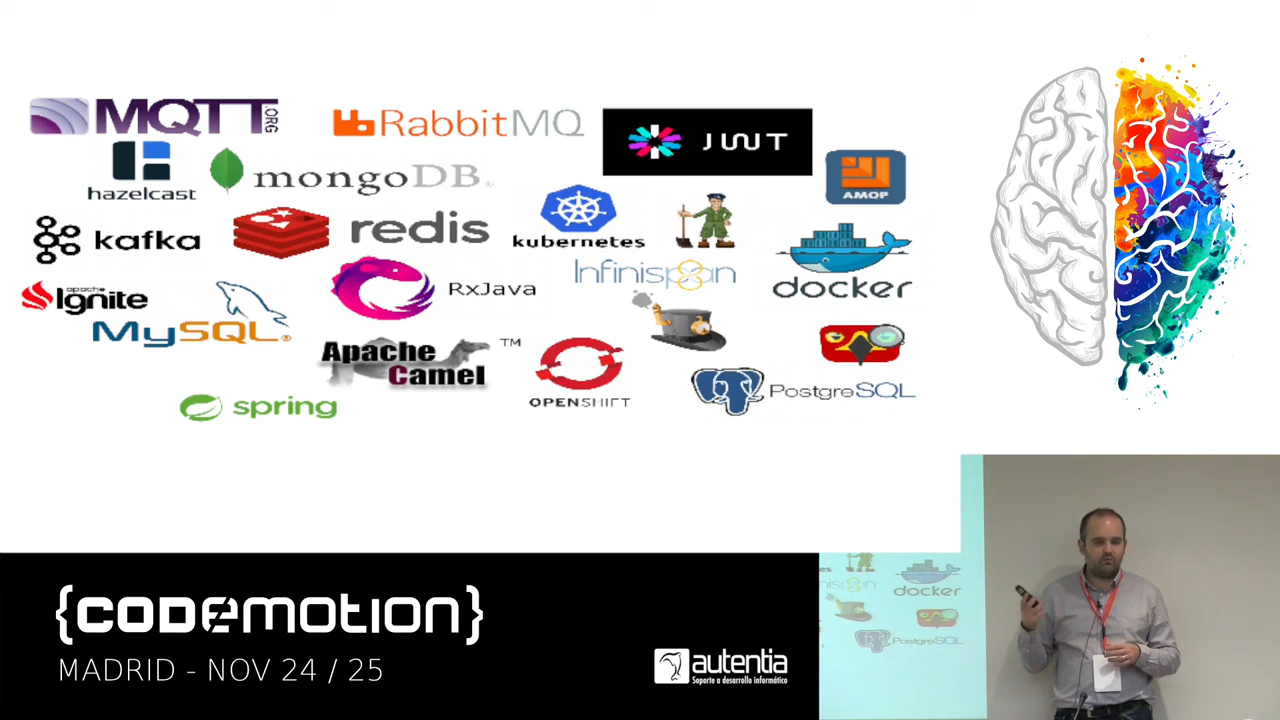 MQTT.ORG
RabbitMQ
JWT
hazelcast
mongoDB
AMQP
kafka
redis
kubernetes
Infinispan
docker
apache
Ignite
RxJava
MySQL®
Apache
Camel
TM
OPENSHIFT
PostgreSQL
spring
{CODEMOTION}
MADRID - NOV 24 / 25
autentia
Soporte a desarrollo informático
docker
PostgreSQL